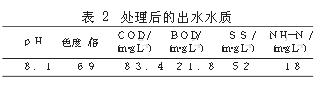 表 2 处理后的出水水质
pH 色度/倍 COD/ BOD/ SS/ NH-N/
(mg·L) (mg·L) (mg·L) (mg·L)
8.1 69 83.4 21.8 52 18